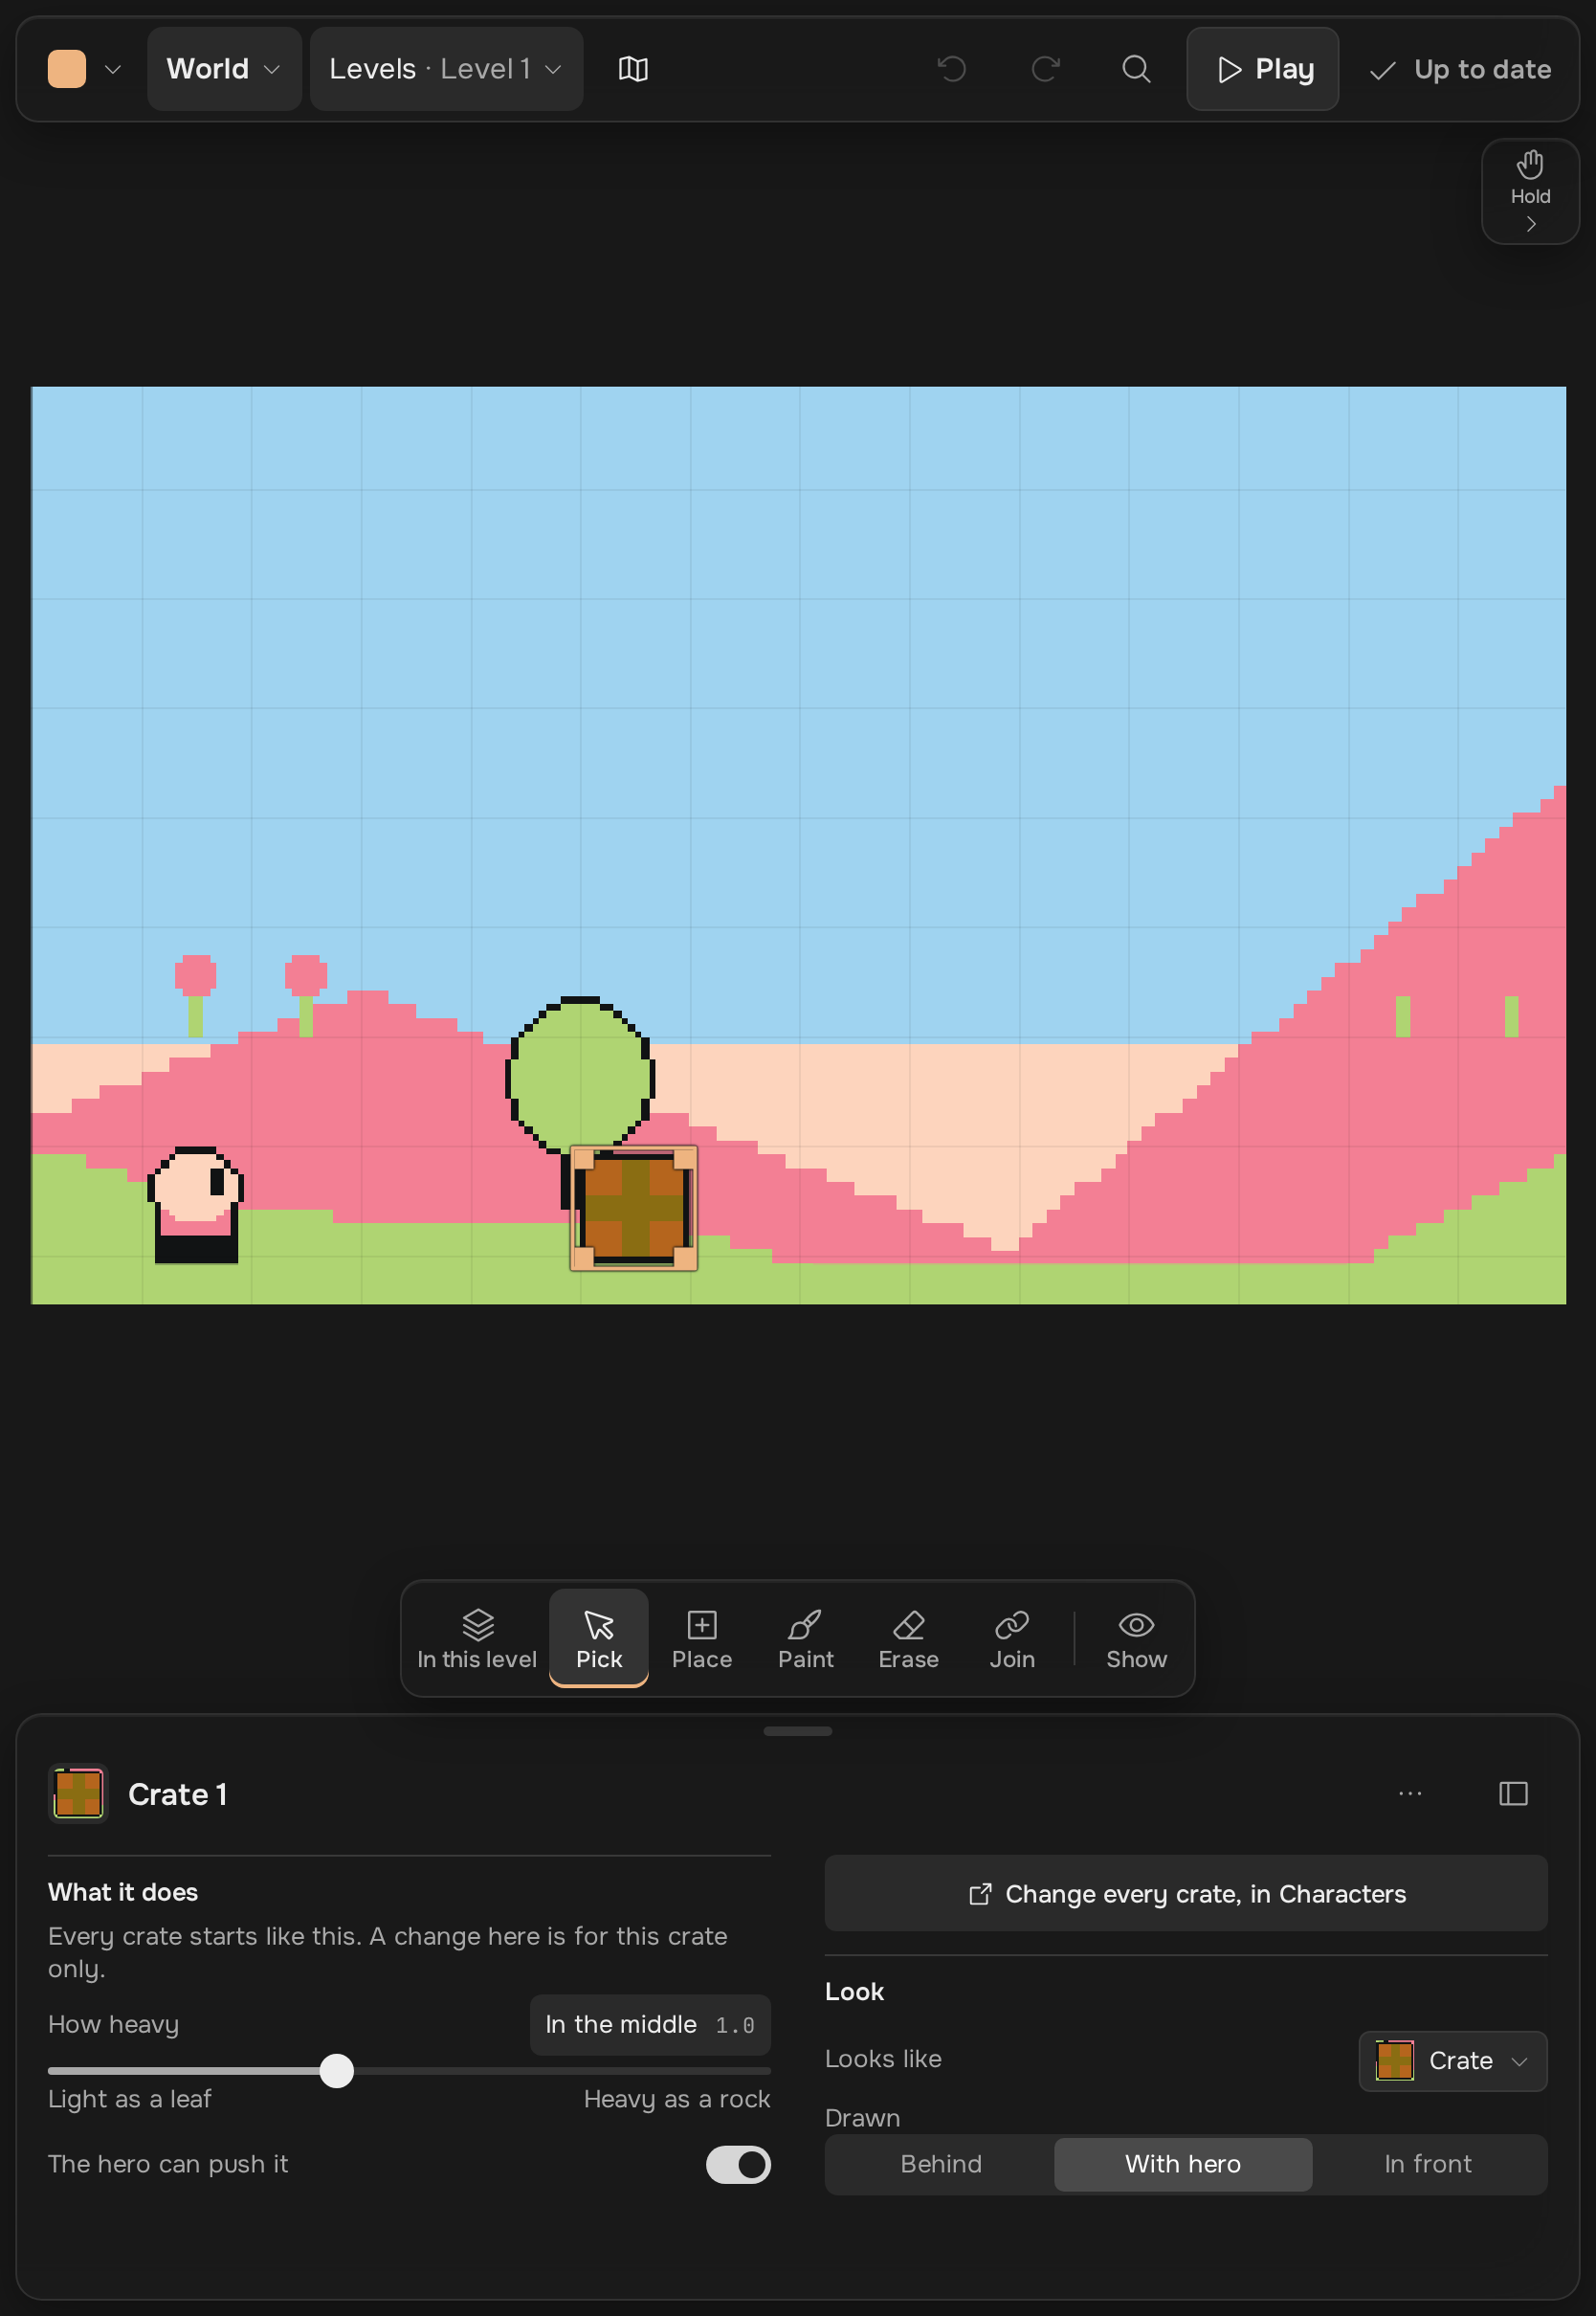 World
Levels · Level 1
Play
Up to date
Hold
In this level
Pick
Place
Paint
Erase
Join
Show
Crate 1
What it does
Every crate starts like this. A change here is for this crate
only.
How heavy
In the middle 1.0
Light as a leaf
Heavy as a rock
The hero can push it
Change every crate, in Characters
Look
Looks like
Crate
Drawn
Behind
With hero
In front